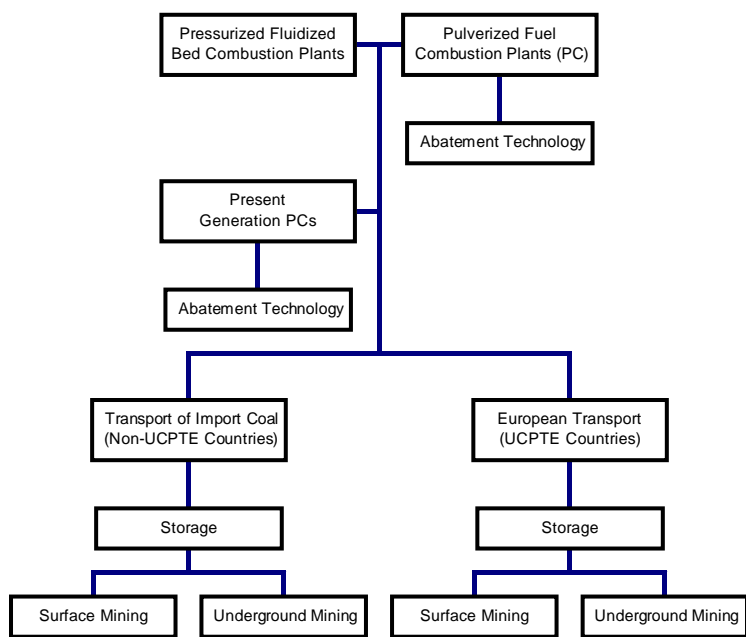 Pressurized Fluidized
Bed Combustion Plants
Pulverized Fuel
Combustion Plants (PC)
Abatement Technology
Present
Generation PCs
Abatement Technology
Transport of Import Coal
(Non-UCPTE Countries)
European Transport
(UCPTE Countries)
Storage
Storage
Surface Mining
Underground Mining
Surface Mining
Underground Mining